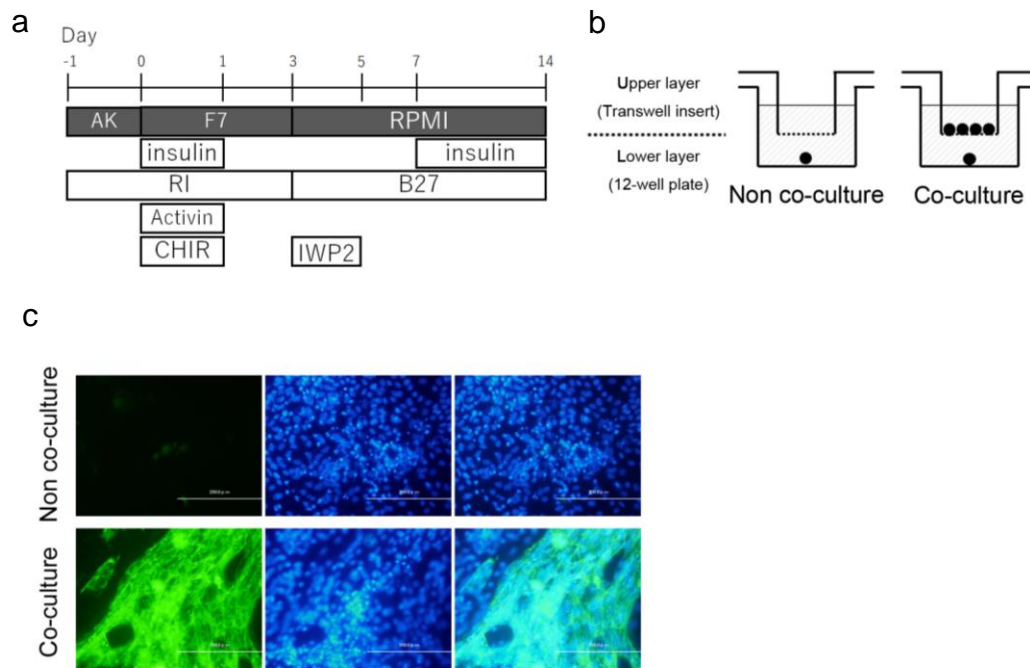 a
Day
-1 0 1 3 5 7 14
AK F7 RPMI
insulin insulin
RI B27
Activin
CHIR IWP2
b
Upper layer
(Transwell insert)
Lower layer
(12-well plate)
Non co-culture Co-culture
c
Non co-culture
Co-culture